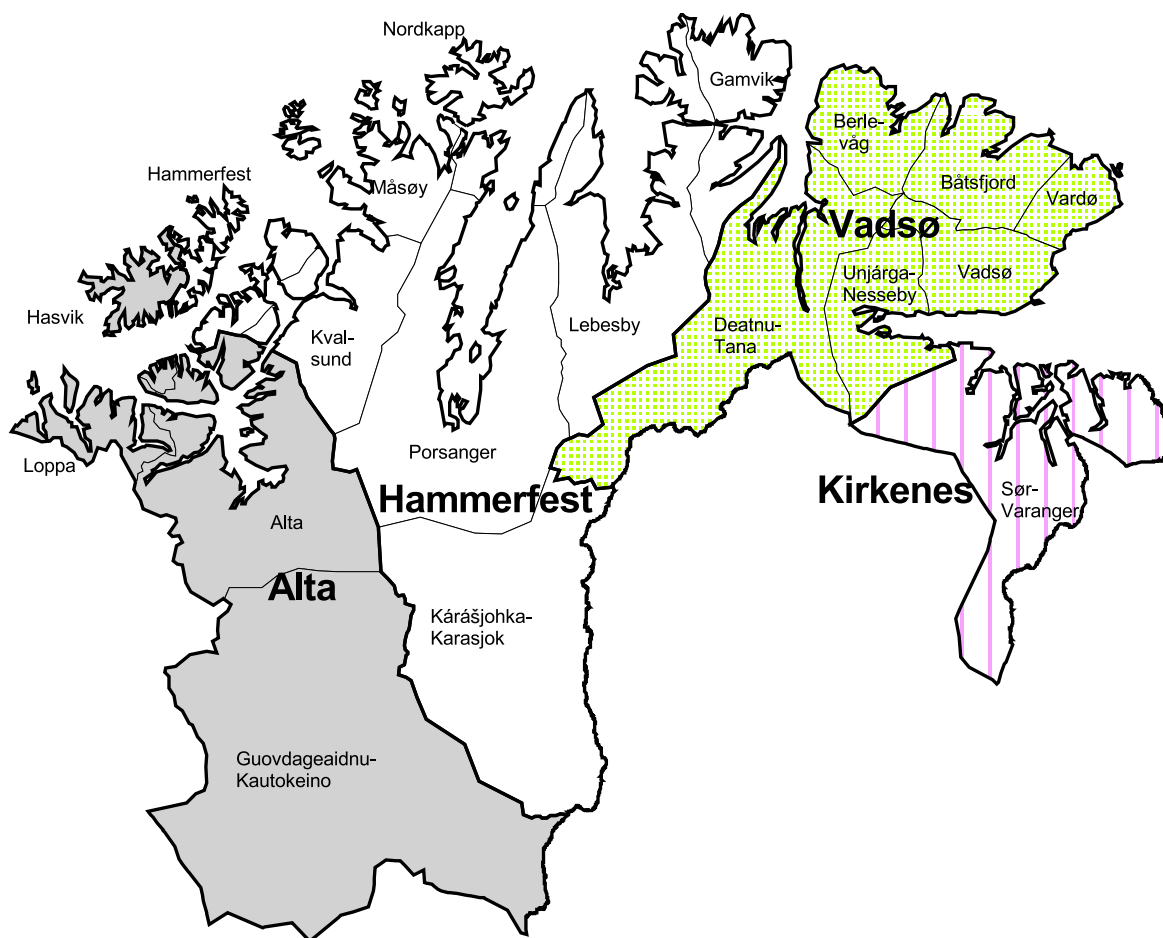 Nordkapp
Gamvik
Berle-
våg
Hammerfest
Måsøy
Båtsfjord
Vardø
Vadsø
Unjárga-
Nesseby
Vadsø
Hasvik
Kval-
sund
Lebesby
Deatnu-
Tana
Loppa
Porsanger
Hammerfest
Kirkenes
Sør-
Varanger
Alta
Alta
Kárášjohka-
Karasjok
Guovdageaidnu-
Kautokeino